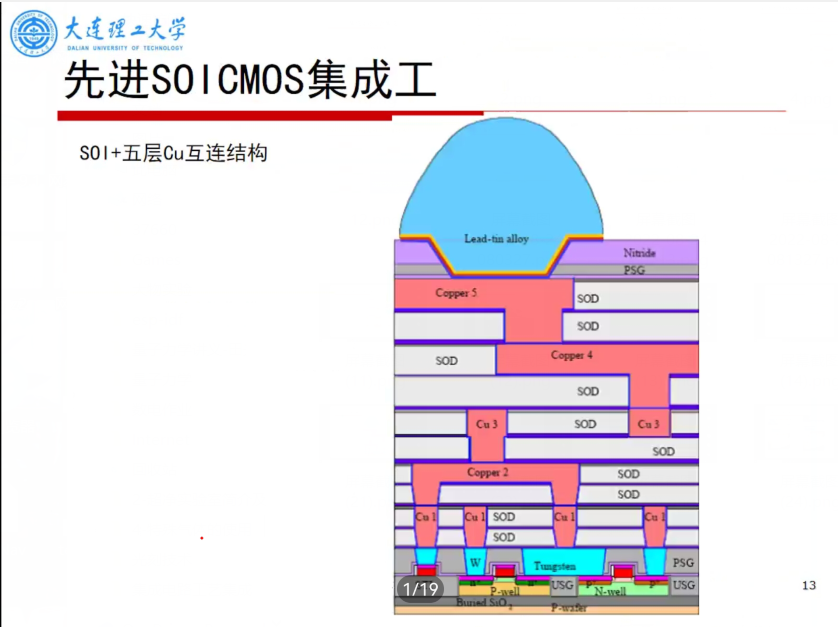 大连理工大学
DALIAN UNIVERSITY OF TECHNOLOGY
先进SOICMOS集成工
SOI+五层Cu互连结构
Lead-tin alloy
Nitride
PSG
Copper 5
SOD
SOD
Copper 4
SOD
SOD
Cu 3
SOD
Cu 3
SOD
Copper 2
SOD
SOD
Cu 1
Cu 1
SOD
Cu 1
Cu 1
SOD
W
Tungsten
PSG
USG
USG
P-well
N-well
Buried SiO2
P-wafer
1/19
13